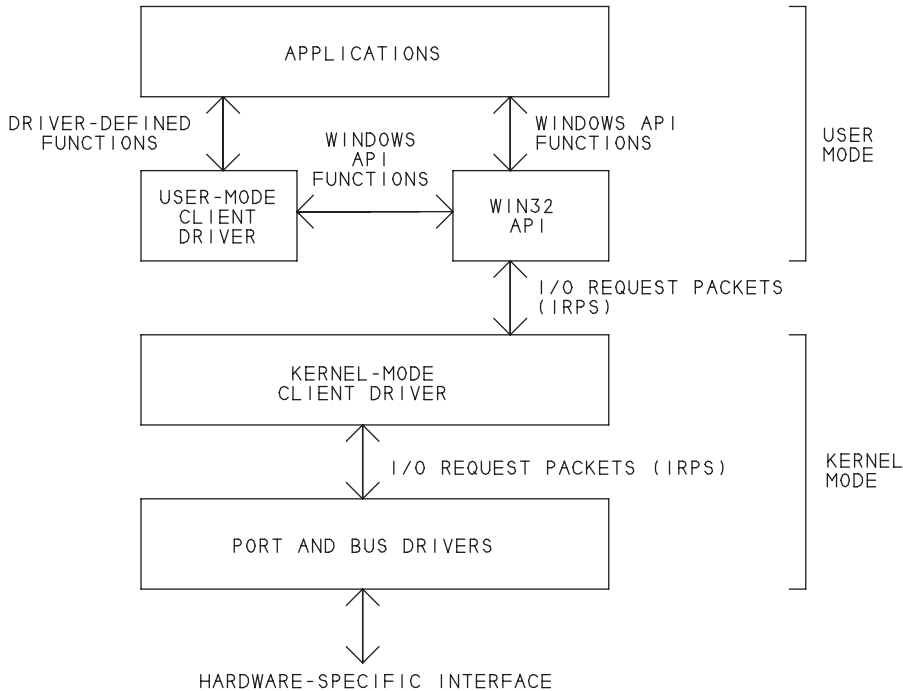 APPLICATIONS
DRIVER-DEFINED
FUNCTIONS
WINDOWS
API
FUNCTIONS
WINDOWS API
FUNCTIONS
USER
MODE
USER-MODE
CLIENT
DRIVER
WIN32
API
I/O REQUEST PACKETS
(IRPS)
KERNEL-MODE
CLIENT DRIVER
I/O REQUEST PACKETS (IRPS)
KERNEL
MODE
PORT AND BUS DRIVERS
HARDWARE-SPECIFIC INTERFACE